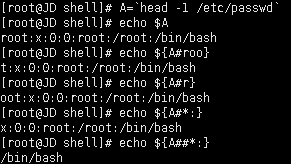 [root@JD shell]# A=`head -1 /etc/passwd`
[root@JD shell]# echo $A
root:x:0:0:root:/root:/bin/bash
[root@JD shell]# echo ${A#roo}
t:x:0:0:root:/root:/bin/bash
[root@JD shell]# echo ${A#r}
oot:x:0:0:root:/root:/bin/bash
[root@JD shell]# echo ${A#*:}
x:0:0:root:/root:/bin/bash
[root@JD shell]# echo ${A##*:}
/bin/bash